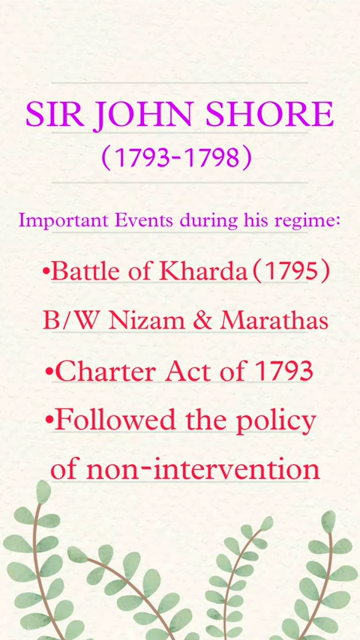 SIR JOHN SHORE
(1793-1798)
Important Events during his regime:
•Battle of Kharda(1795)
B/W Nizam & Marathas
•Charter Act of 1793
•Followed the policy
of non-intervention